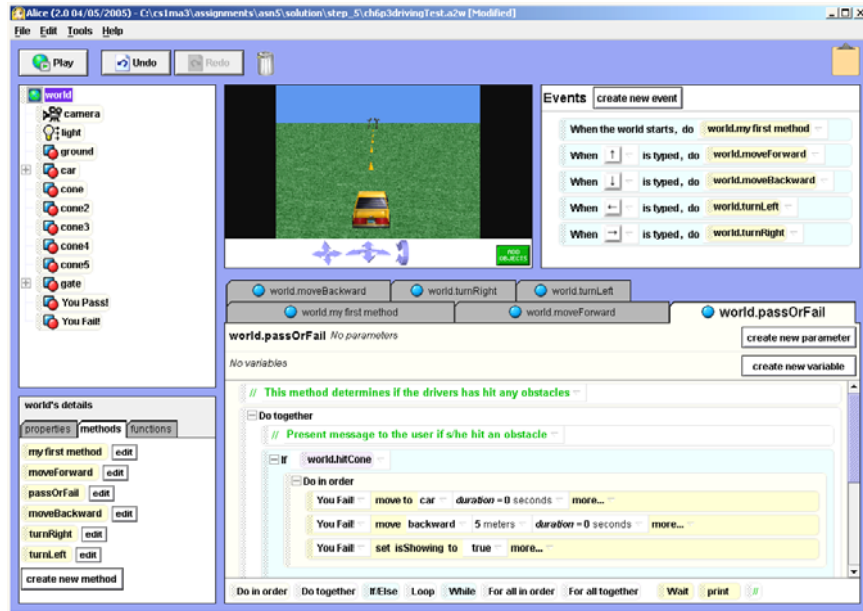 Alice (2.0 04/05/2005) - C:\cs1ma3\assignments\asn5\solution\step_5\ch6p3drivingTest.a2w [Modified]
File Edit Tools Help
Play Undo Redo
world
camera
light
ground
car
cone
cone2
cone3
cone4
cone5
gate
You Pass!
You Fail!
ADD OBJECTS
Events create new event
When the world starts, do world.my first method
When ↑ is typed, do world.moveForward
When ↓ is typed, do world.moveBackward
When ← is typed, do world.turnLeft
When → is typed, do world.turnRight
world's details
properties methods functions
my first method edit
moveForward edit
passOrFail edit
moveBackward edit
turnRight edit
turnLeft edit
create new method
world.moveBackward world.turnRight world.turnLeft
world.my first method world.moveForward world.passOrFail
world.passOrFail No parameters create new parameter
No variables create new variable
// This method determines if the drivers has hit any obstacles
Do together
// Present message to the user if s/he hit an obstacle
If world.hitCone
Do in order
You Fail! move to car duration = 0 seconds more...
You Fail! move backward 5 meters duration = 0 seconds more...
You Fail! set isShowing to true more...
Do in order Do together If/Else Loop While For all in order For all together Wait print //